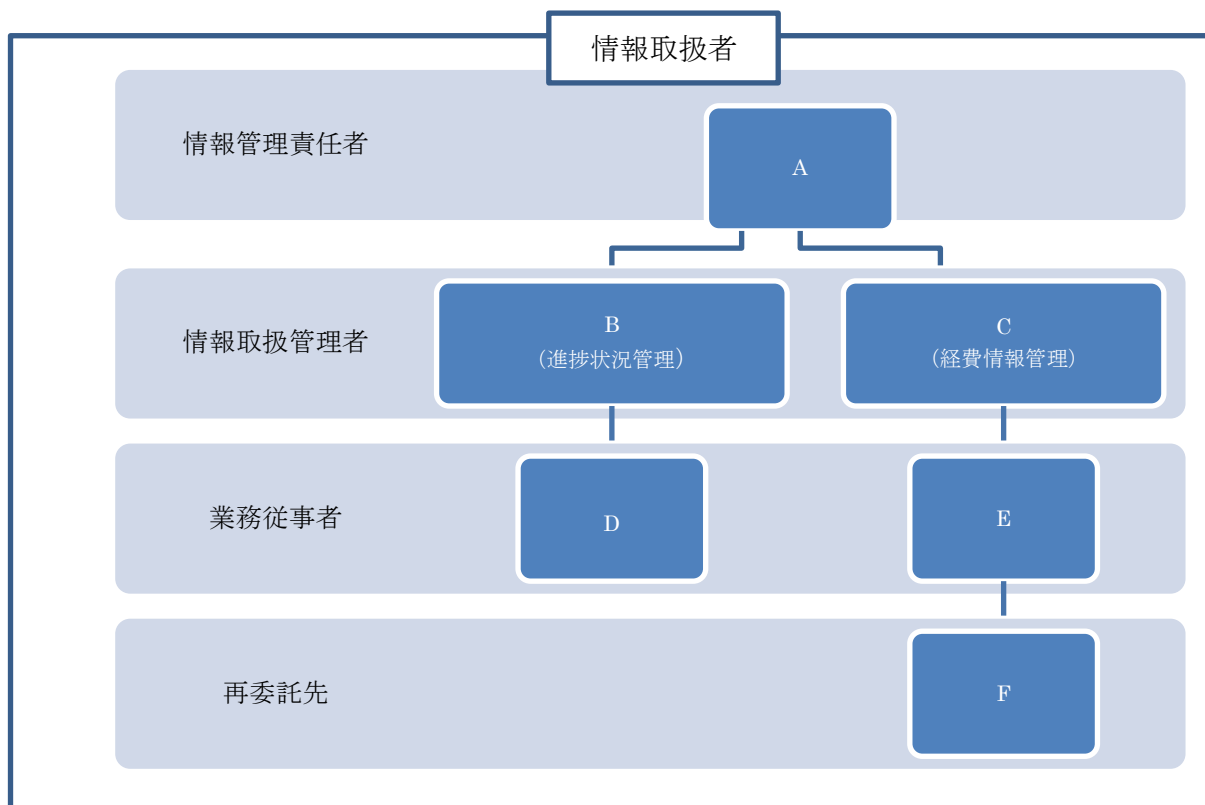 情報取扱者
情報管理責任者
A
情報取扱管理者
B
（進捗状況管理）
C
（経費情報管理）
業務従事者
D
E
再委託先
F